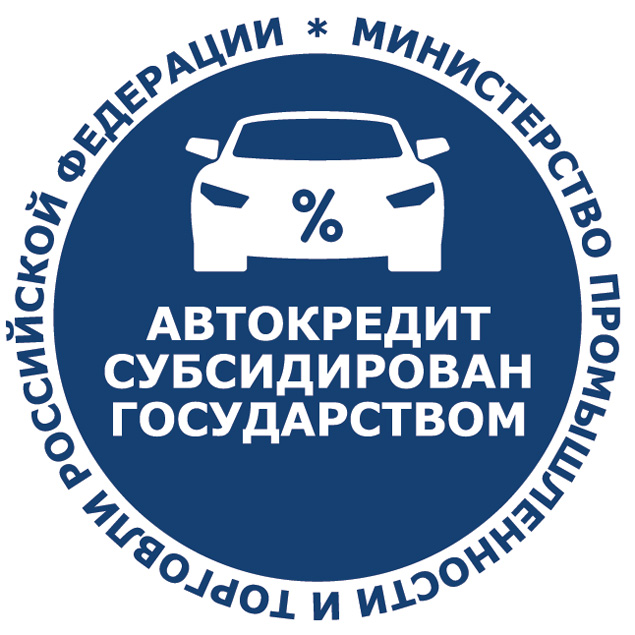 МИНИСТЕРСТВО ПРОМЫШЛЕННОСТИ И ТОРГОВЛИ РОССИЙСКОЙ ФЕДЕРАЦИИ *
%
АВТОКРЕДИТ
СУБСИДИРОВАН
ГОСУДАРСТВОМ